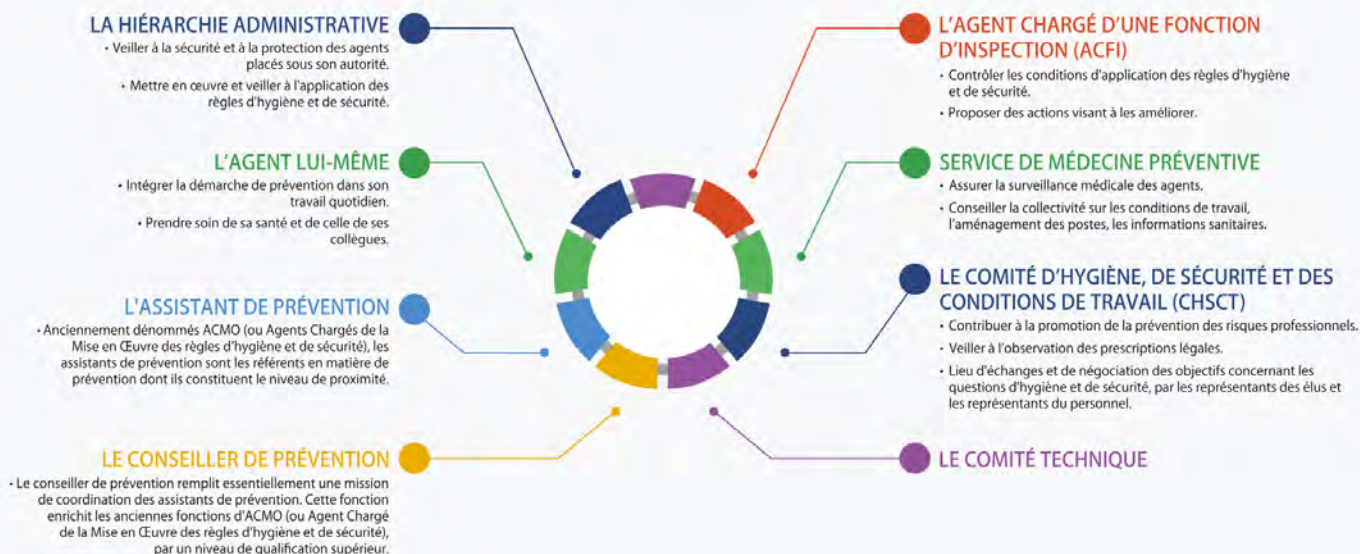 LA HIÉRARCHIE ADMINISTRATIVE
• Veiller à la sécurité et à la protection des agents
placés sous son autorité.
• Mettre en œuvre et veiller à l'application des
règles d'hygiène et de sécurité.
L'AGENT LUI-MÊME
• Intégrer la démarche de prévention dans son
travail quotidien.
• Prendre soin de sa santé et de celle de ses
collègues.
L'ASSISTANT DE PRÉVENTION
• Anciennement dénommés ACMO (ou Agents Chargés de la
Mise en Œuvre des règles d'hygiène et de sécurité), les
assistants de prévention sont les référents en matière de
prévention dont ils constituent le niveau de proximité.
LE CONSEILLER DE PRÉVENTION
• Le conseiller de prévention remplit essentiellement une mission
de coordination des assistants de prévention. Cette fonction
enrichit les anciennes fonctions d'ACMO (ou Agent Chargé
de la Mise en Œuvre des règles d'hygiène et de sécurité),
par un niveau de qualification supérieur.
L'AGENT CHARGÉ D'UNE FONCTION
D'INSPECTION (ACFI)
• Contrôler les conditions d'application des règles d'hygiène
et de sécurité.
• Proposer des actions visant à les améliorer.
SERVICE DE MÉDECINE PRÉVENTIVE
• Assurer la surveillance médicale des agents.
• Conseiller la collectivité sur les conditions de travail,
l'aménagement des postes, les informations sanitaires.
LE COMITÉ D'HYGIÈNE, DE SÉCURITÉ ET DES
CONDITIONS DE TRAVAIL (CHSCT)
• Contribuer à la promotion de la prévention des risques professionnels.
• Veiller à l'observation des prescriptions légales.
• Lieu d'échanges et de négociation des objectifs concernant les
questions d'hygiène et de sécurité, par les représentants des élus et
les représentants du personnel.
LE COMITÉ TECHNIQUE